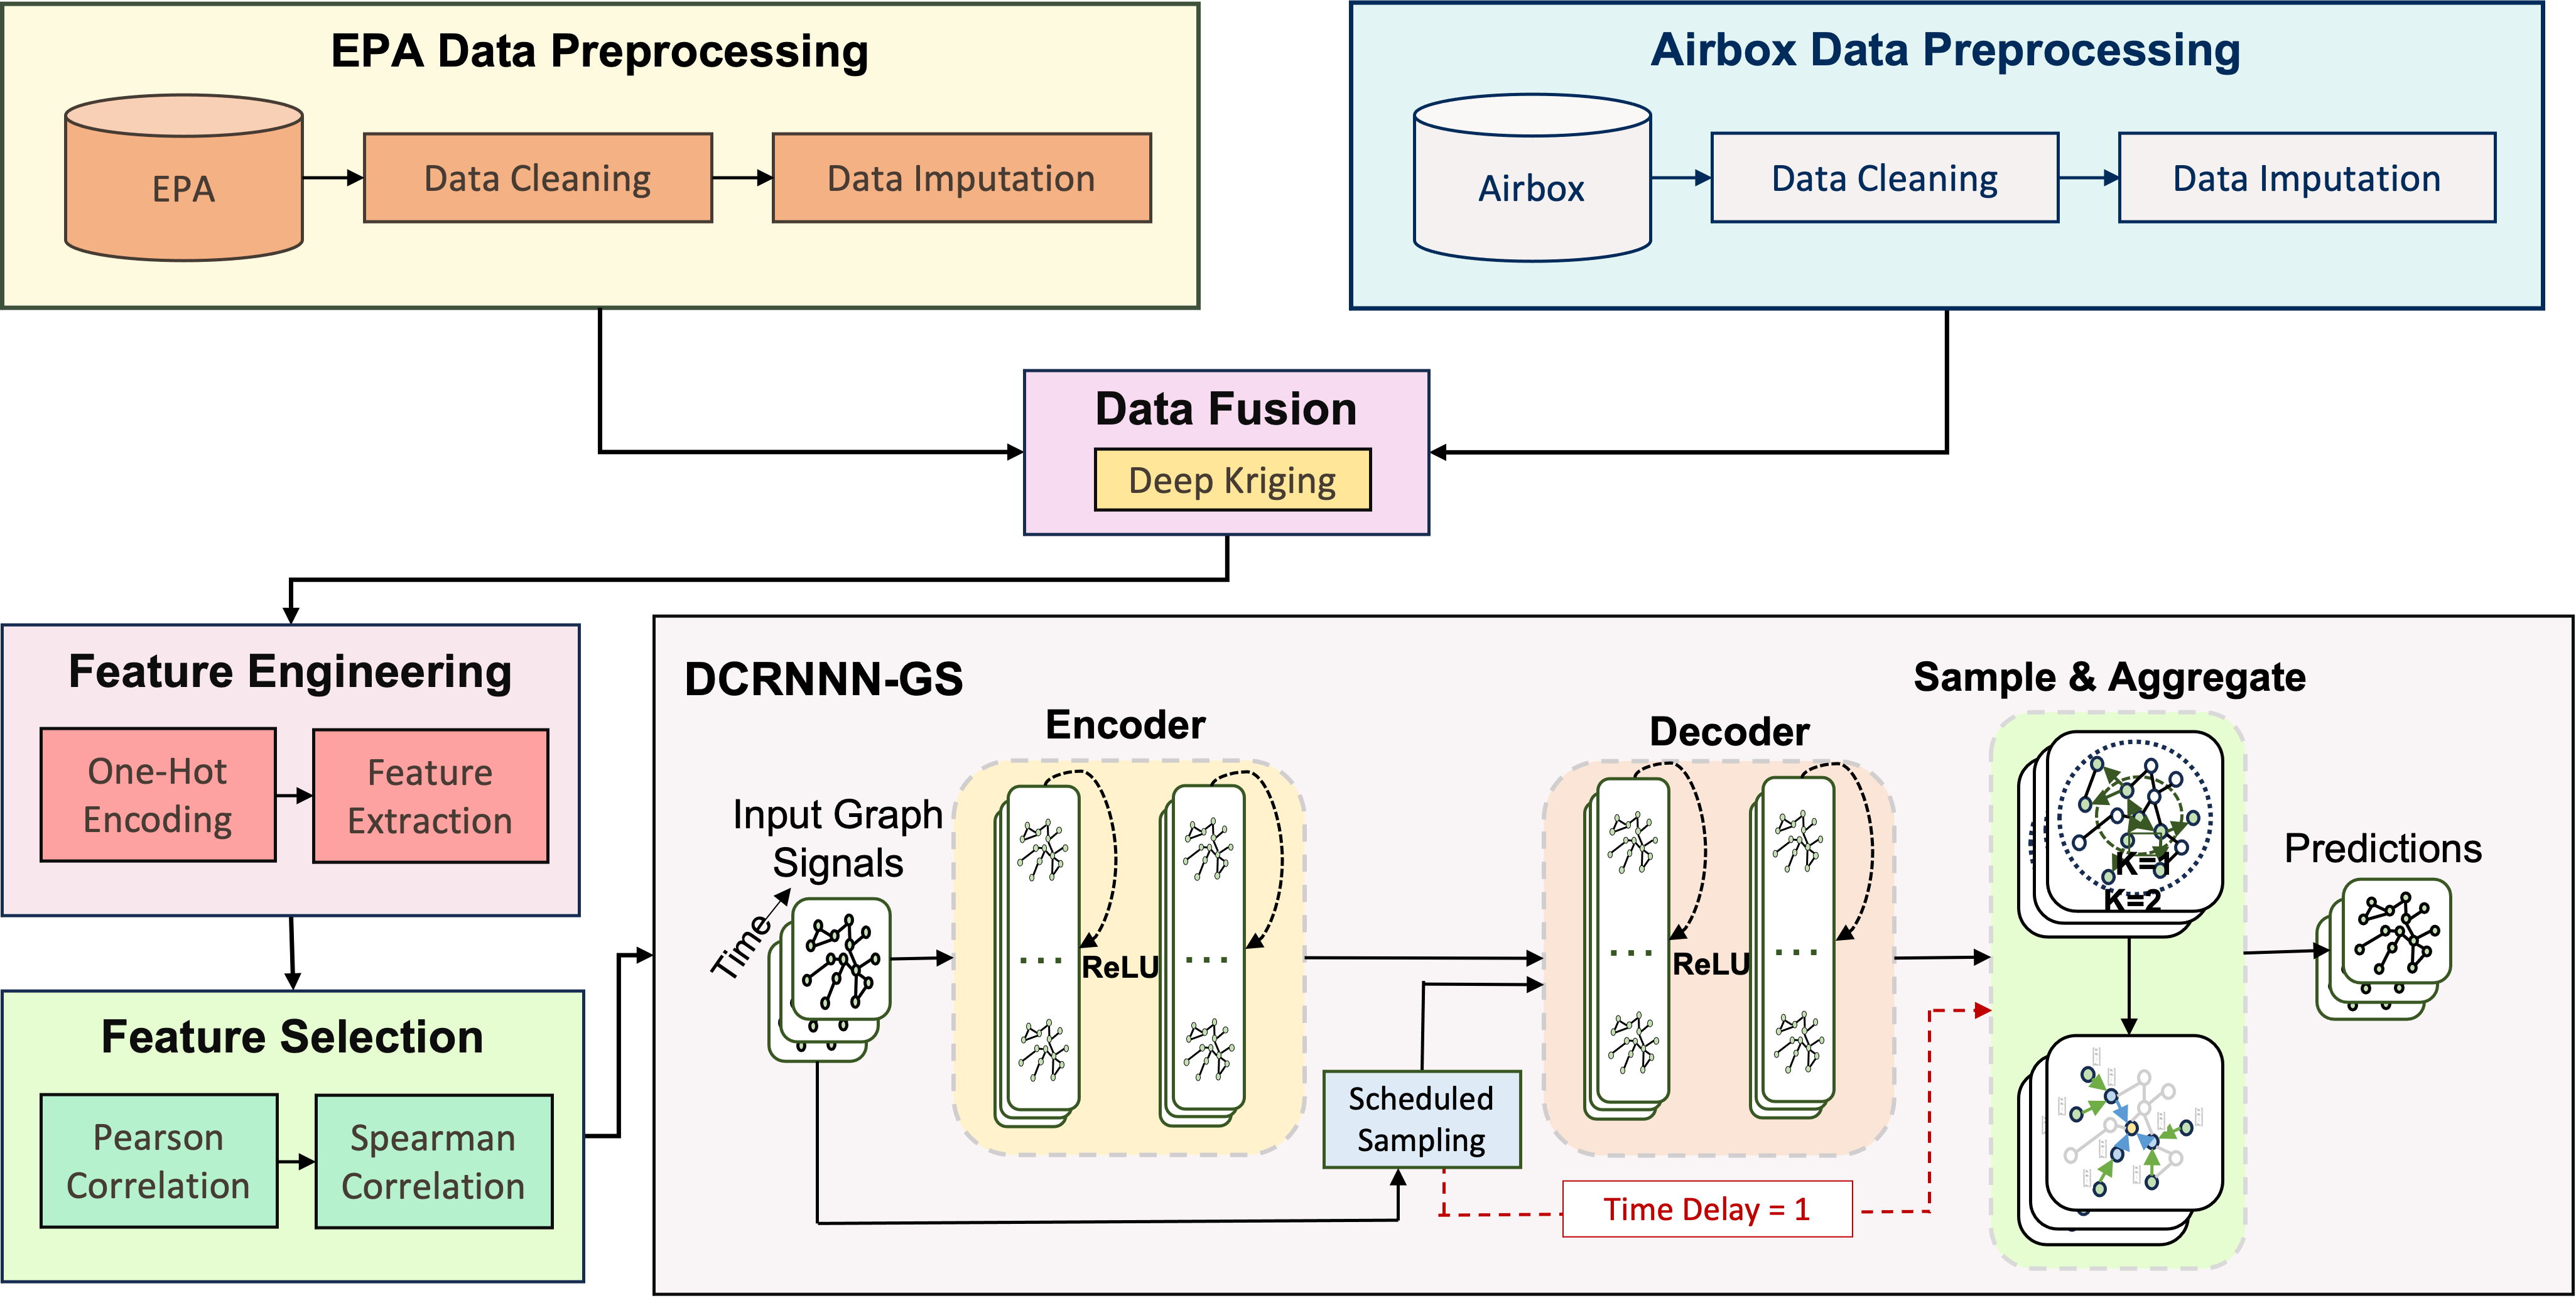 EPA Data Preprocessing
EPA
Data Cleaning
Data Imputation
Airbox Data Preprocessing
Airbox
Data Cleaning
Data Imputation
Data Fusion
Deep Kriging
Feature Engineering
One-Hot
Encoding
Feature
Extraction
Feature Selection
Pearson
Correlation
Spearman
Correlation
DCRNNN-GS
Input Graph
Signals
Time
Encoder
ReLU
Scheduled
Sampling
Decoder
ReLU
Time Delay = 1
Sample & Aggregate
K=1
K=2
Predictions